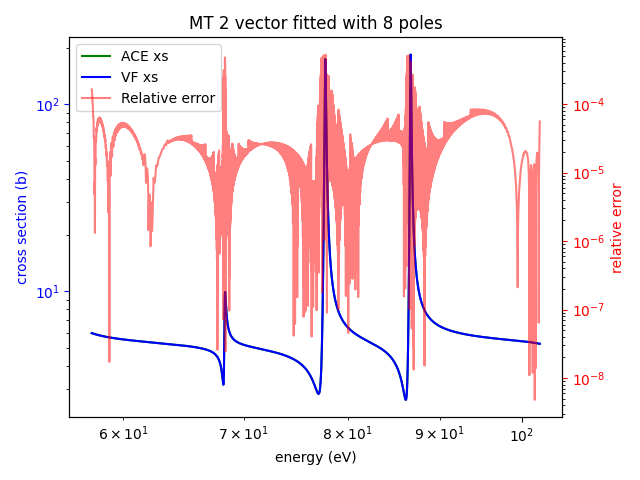 MT 2 vector fitted with 8 poles
ACE xs
VF xs
Relative error
cross section (b)
10²
10¹
relative error
10⁻⁴
10⁻⁵
10⁻⁶
10⁻⁷
10⁻⁸
6 × 10¹
7 × 10¹
8 × 10¹
9 × 10¹
10²
energy (eV)